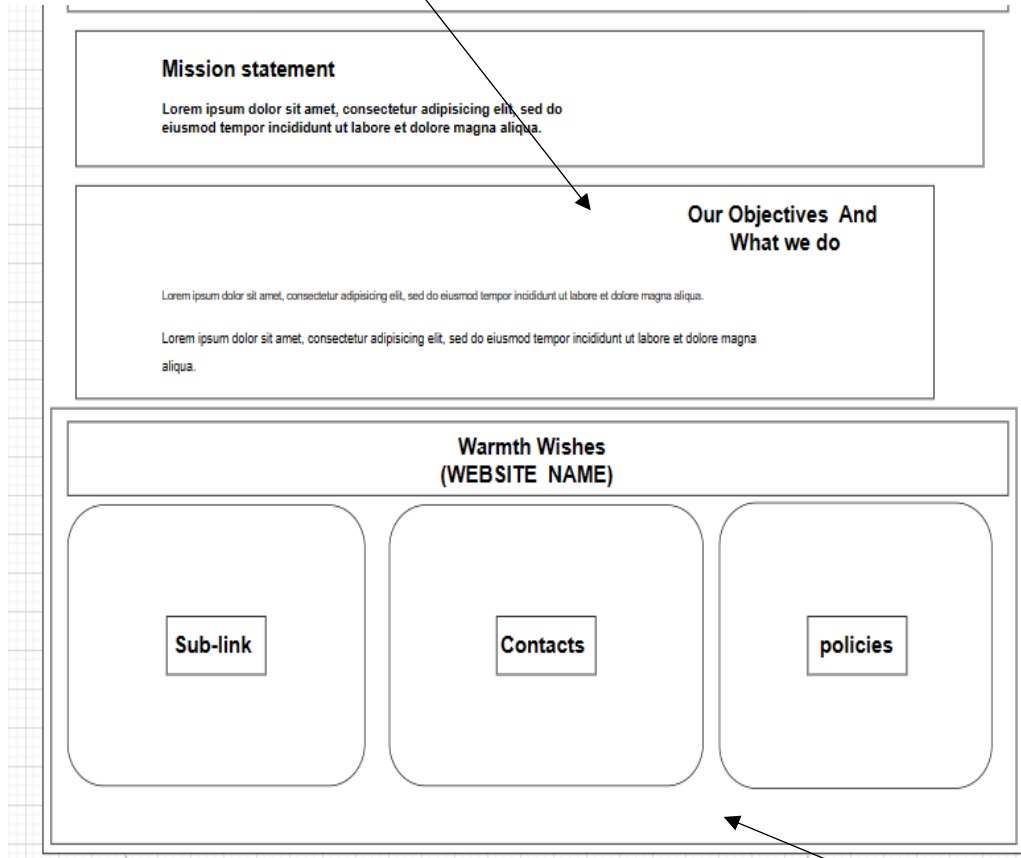 Mission statement
Lorem ipsum dolor sit amet, consectetur adipisicing elit, sed do
eiusmod tempor incididunt ut labore et dolore magna aliqua.
Our Objectives And
What we do
Lorem ipsum dolor sit amet, consectetur adipisicing elit, sed do eiusmod tempor incididunt ut labore et dolore magna aliqua.
Lorem ipsum dolor sit amet, consectetur adipisicing elit, sed do eiusmod tempor incididunt ut labore et dolore magna
aliqua.
Warmth Wishes
(WEBSITE NAME)
Sub-link
Contacts
policies